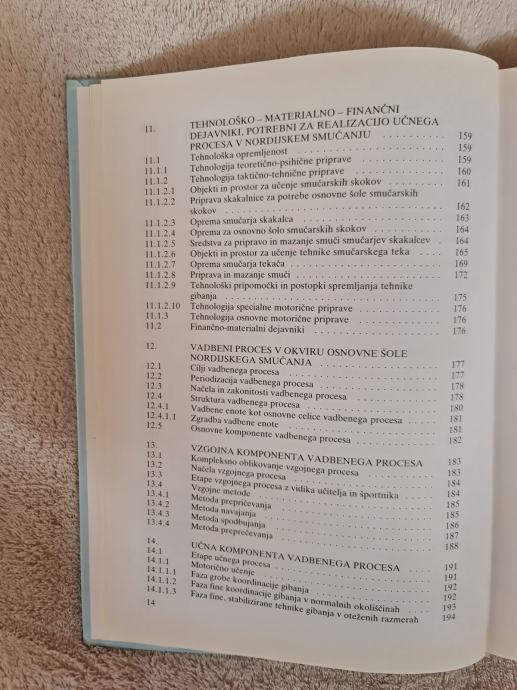 11. TEHNOLOŠKO – MATERIALNO – FINANČNI
DEJAVNIKI, POTREBNI ZA REALIZACIJO UČNEGA
PROCESA V NORDIJSKEM SMUČANJU 159
11.1 Tehnološka opremljenost 159
11.1.1 Tehnologija teoretično-psihične priprave 159
11.1.2 Tehnologija taktično-tehnične priprave 160
11.1.2.1 Objekti in prostor za učenje smučarskih skokov 161
11.1.2.2 Priprava skakalnice za potrebe osnovne šole smučarskih
skokov 162
11.1.2.3 Oprema smučarja skakalca 163
11.1.2.4 Oprema za osnovno šolo smučarskih skokov 164
11.1.2.5 Sredstva za pripravo in mazanje smuči smučarjev skakalcev 164
11.1.2.6 Objekti in prostor za učenje tehnike smučarskega teka 165
11.1.2.7 Oprema smučarja tekača 169
11.1.2.8 Priprava in mazanje smuči 172
11.1.2.9 Tehnološki pripomočki in postopki spremljanja tehnike
gibanja 175
11.1.2.10 Tehnologija specialne motorične priprave 176
11.1.3 Tehnologija osnovne motorične priprave 176
11.2 Finančno-materialni dejavniki 176
12. VADBENI PROCES V OKVIRU OSNOVNE ŠOLE
NORDIJSKEGA SMUČANJA 177
12.1 Cilji vadbenega procesa 177
12.2 Periodizacija vadbenega procesa 178
12.3 Načela in zakonitosti vadbenega procesa 178
12.4 Struktura vadbenega procesa 180
12.4.1 Vadbene enote kot osnovne celice vadbenega procesa 181
12.4.1.1 Zgradba vadbene enote 181
12.5 Osnovne komponente vadbenega procesa 182
13. VZGOJNA KOMPONENTA VADBENEGA PROCESA 183
13.1 Kompleksno oblikovanje vzgojnega procesa 183
13.2 Načela vzgojnega procesa 184
13.3 Etape vzgojnega procesa z vidika učitelja in športnika 184
13.4 Vzgojne metode 185
13.4.1 Metoda prepričevanja 185
13.4.2 Metoda navajanja 186
13.4.3 Metoda spodbujanja 187
13.4.4 Metoda preprečevanja 188
14. UČNA KOMPONENTA VADBENEGA PROCESA 191
14.1 Etape učnega procesa 191
14.1.1 Motorično učenje 192
14.1.1.1 Faza grobe koordinacije gibanja 192
14.1.1.2 Faza fine koordinacije gibanja v normalnih okoliščinah 193
14.1.1.3 Faza fine, stabilizirane tehnike gibanja v oteženih razmerah 194
14